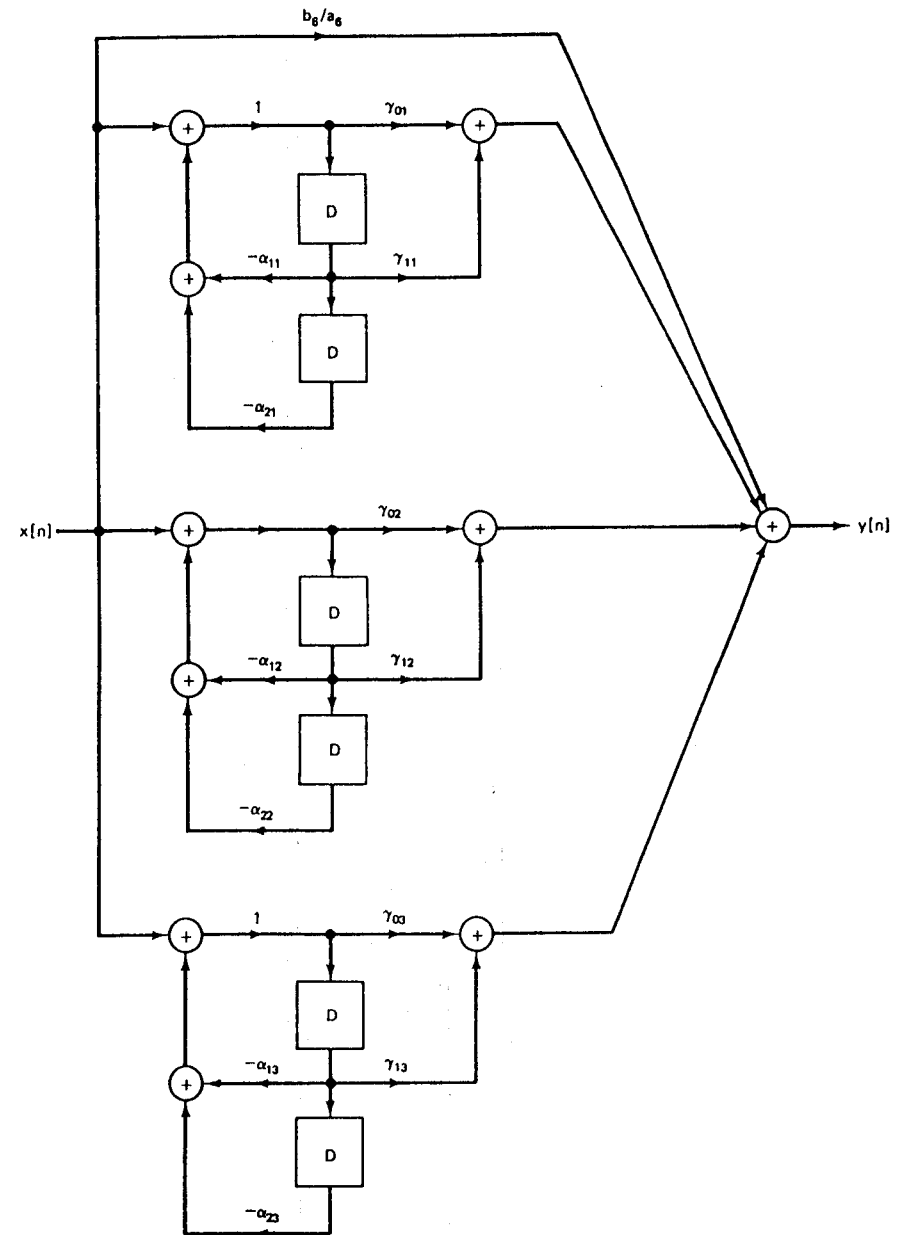 b₆/a₆
1
γ₀₁
+
+
D
−α₁₁
γ₁₁
+
D
−α₂₁
x[n]
+
γ₀₂
+
+
y[n]
D
−α₁₂
γ₁₂
+
D
−α₂₂
1
γ₀₃
+
+
D
−α₁₃
γ₁₃
+
D
−α₂₃